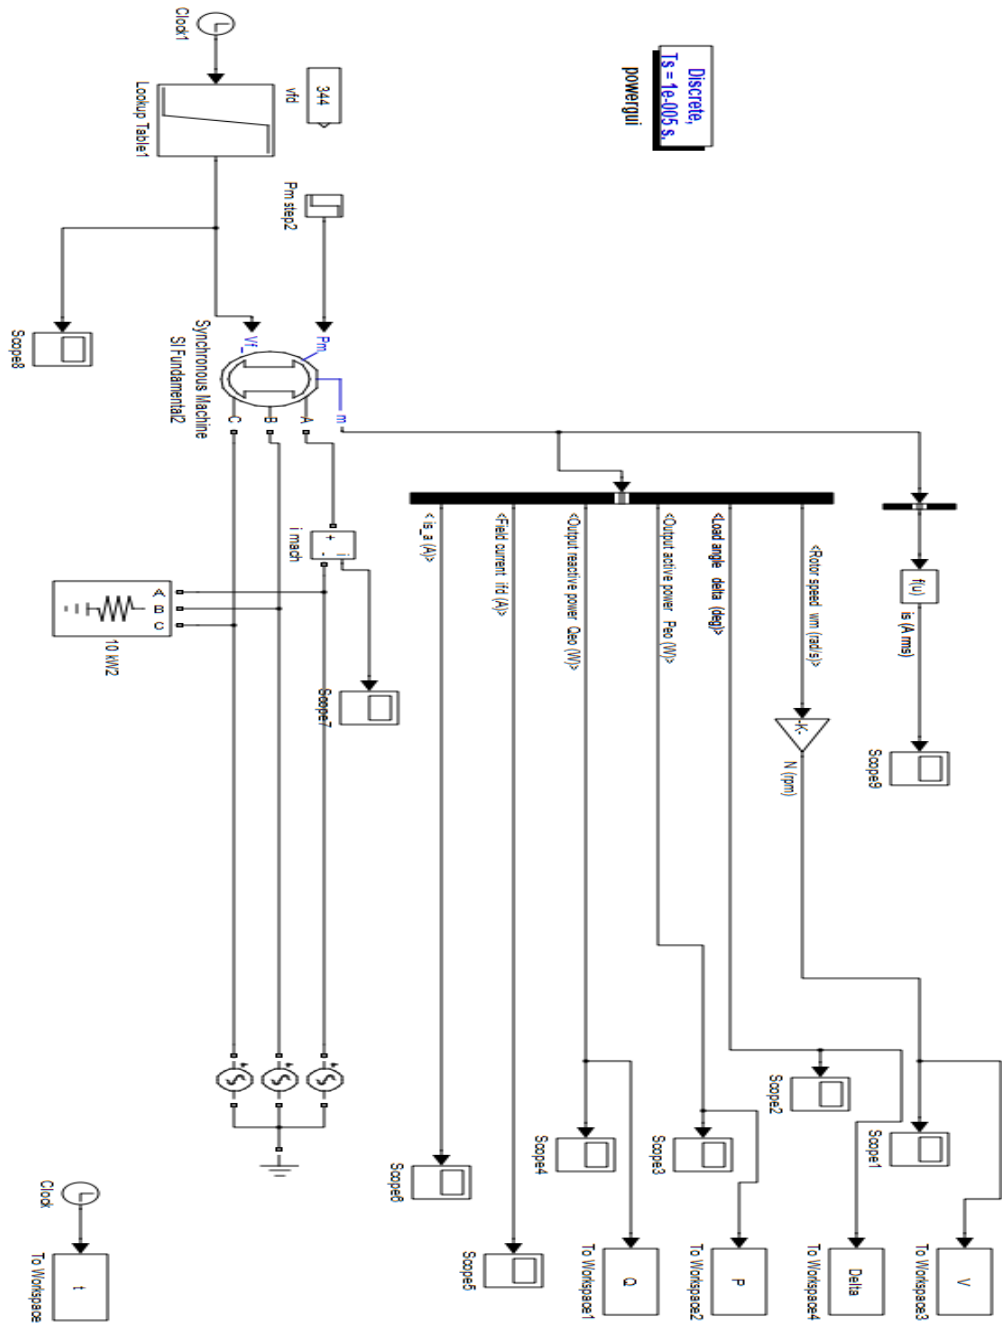 Discrete,
Ts = 1e-005 s.
powergui
344
vfd
Clock1
Lookup Table1
Pm step2
Scope8
Pm
Vf_
m
A
B
C
Synchronous Machine
SI Fundamental2
i mach
+
-
i
A
B
C
10 kW2
Scope7
f(u)
is (A rms)
Scope9
<Rotor speed wm (rad/s)>
<Load angle delta (deg)>
<Output active power Peo (W)>
<Output reactive power Qeo (W)>
<Field current ifd (A)>
< is_a (A)>
-K-
N (rpm)
Scope1
Scope2
Scope3
Scope4
Scope6
Scope5
V
To Workspace3
Delta
To Workspace4
P
To Workspace2
Q
To Workspace1
Clock
t
To Workspace